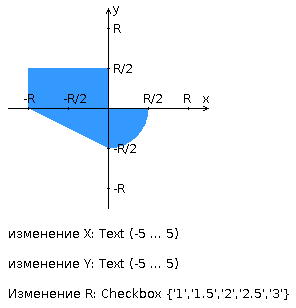 y
R
R/2
-R -R/2 R/2 R x
-R/2
-R
изменение X: Text (-5 ... 5)
изменение Y: Text (-5 ... 5)
изменение R: Checkbox {'1','1.5','2','2.5','3'}